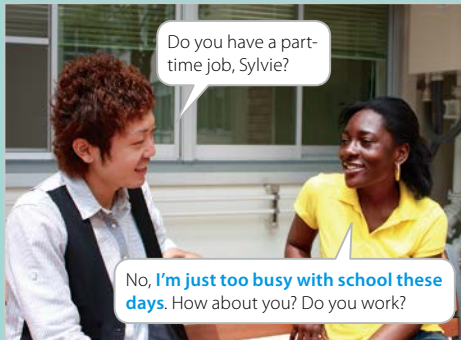 Do you have a part-
time job, Sylvie?
No, I'm just too busy with school these
days. How about you? Do you work?